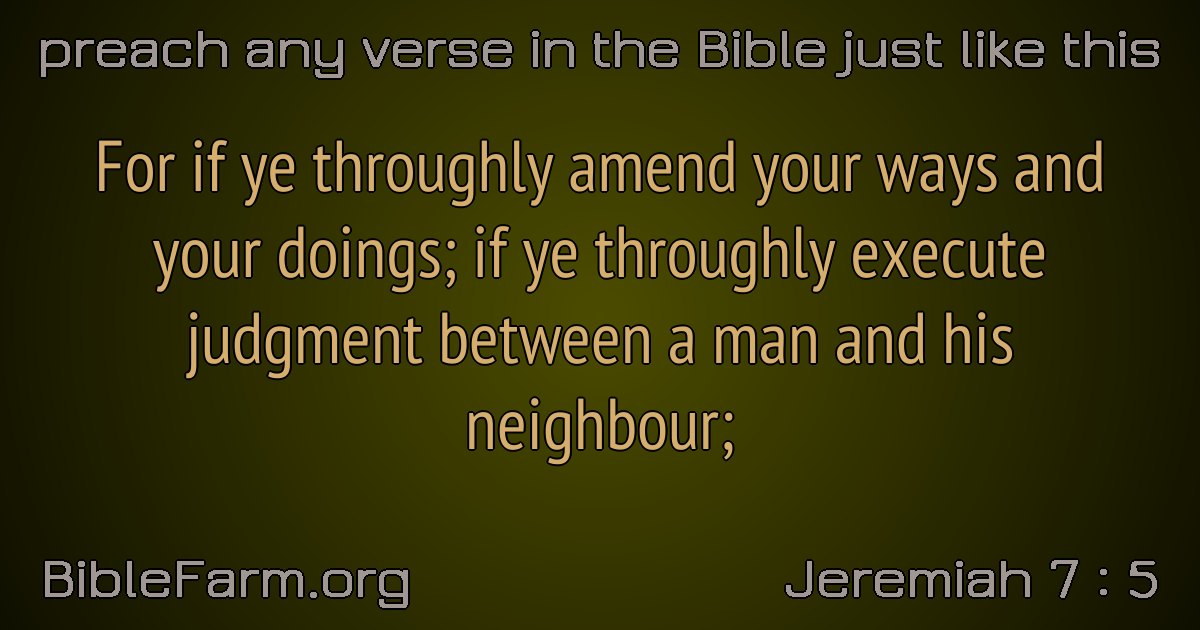 preach any verse in the Bible just like this
For if ye throughly amend your ways and
your doings; if ye throughly execute
judgment between a man and his
neighbour;
BibleFarm.org
Jeremiah 7 : 5